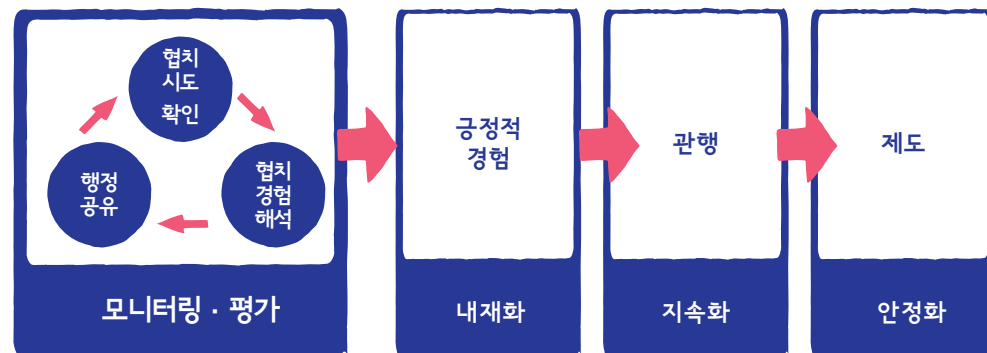 협치
시도
확인
협치
경험
해석
행정
공유
모니터링 · 평가
긍정적
경험
내재화
관행
지속화
제도
안정화